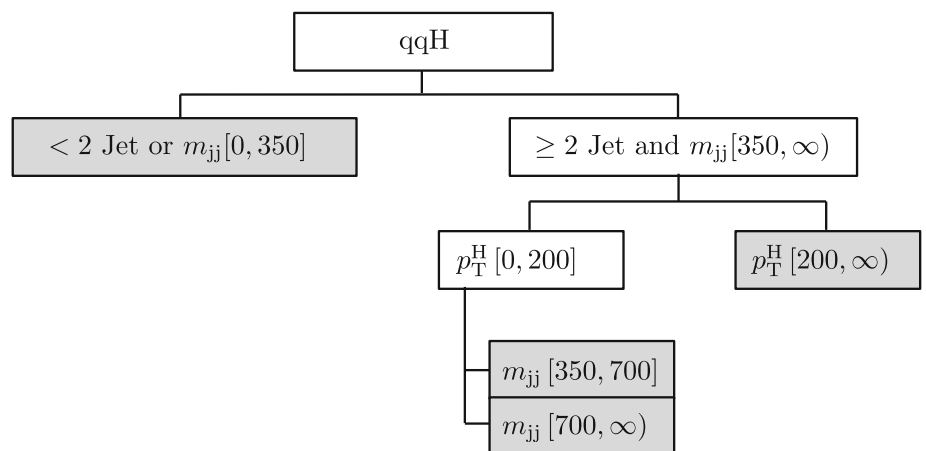 qqH
< 2 Jet or m_jj[0, 350]
≥ 2 Jet and m_jj[350, ∞)
p_T^H [0, 200]
p_T^H [200, ∞)
m_jj [350, 700]
m_jj [700, ∞)